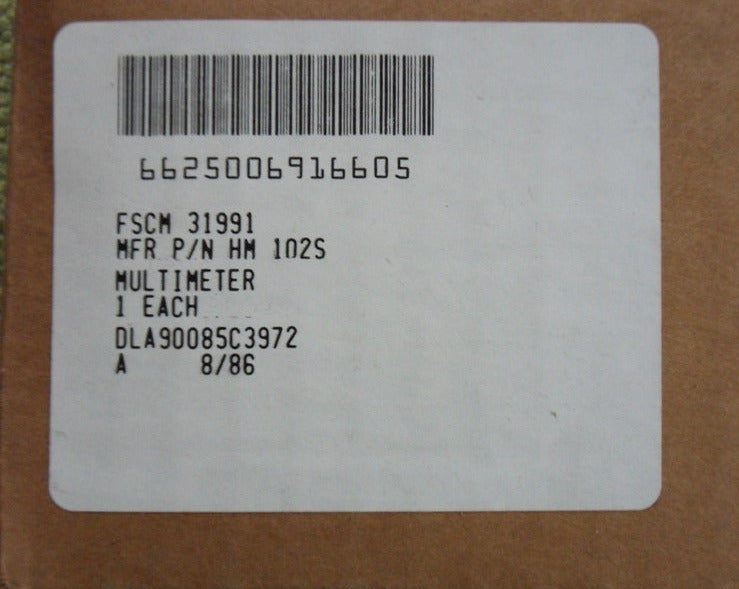 6625006916605
FSCM 31991
MFR P/N HM 102S
MULTIMETER
1 EACH
DLA90085C3972
A 8/86